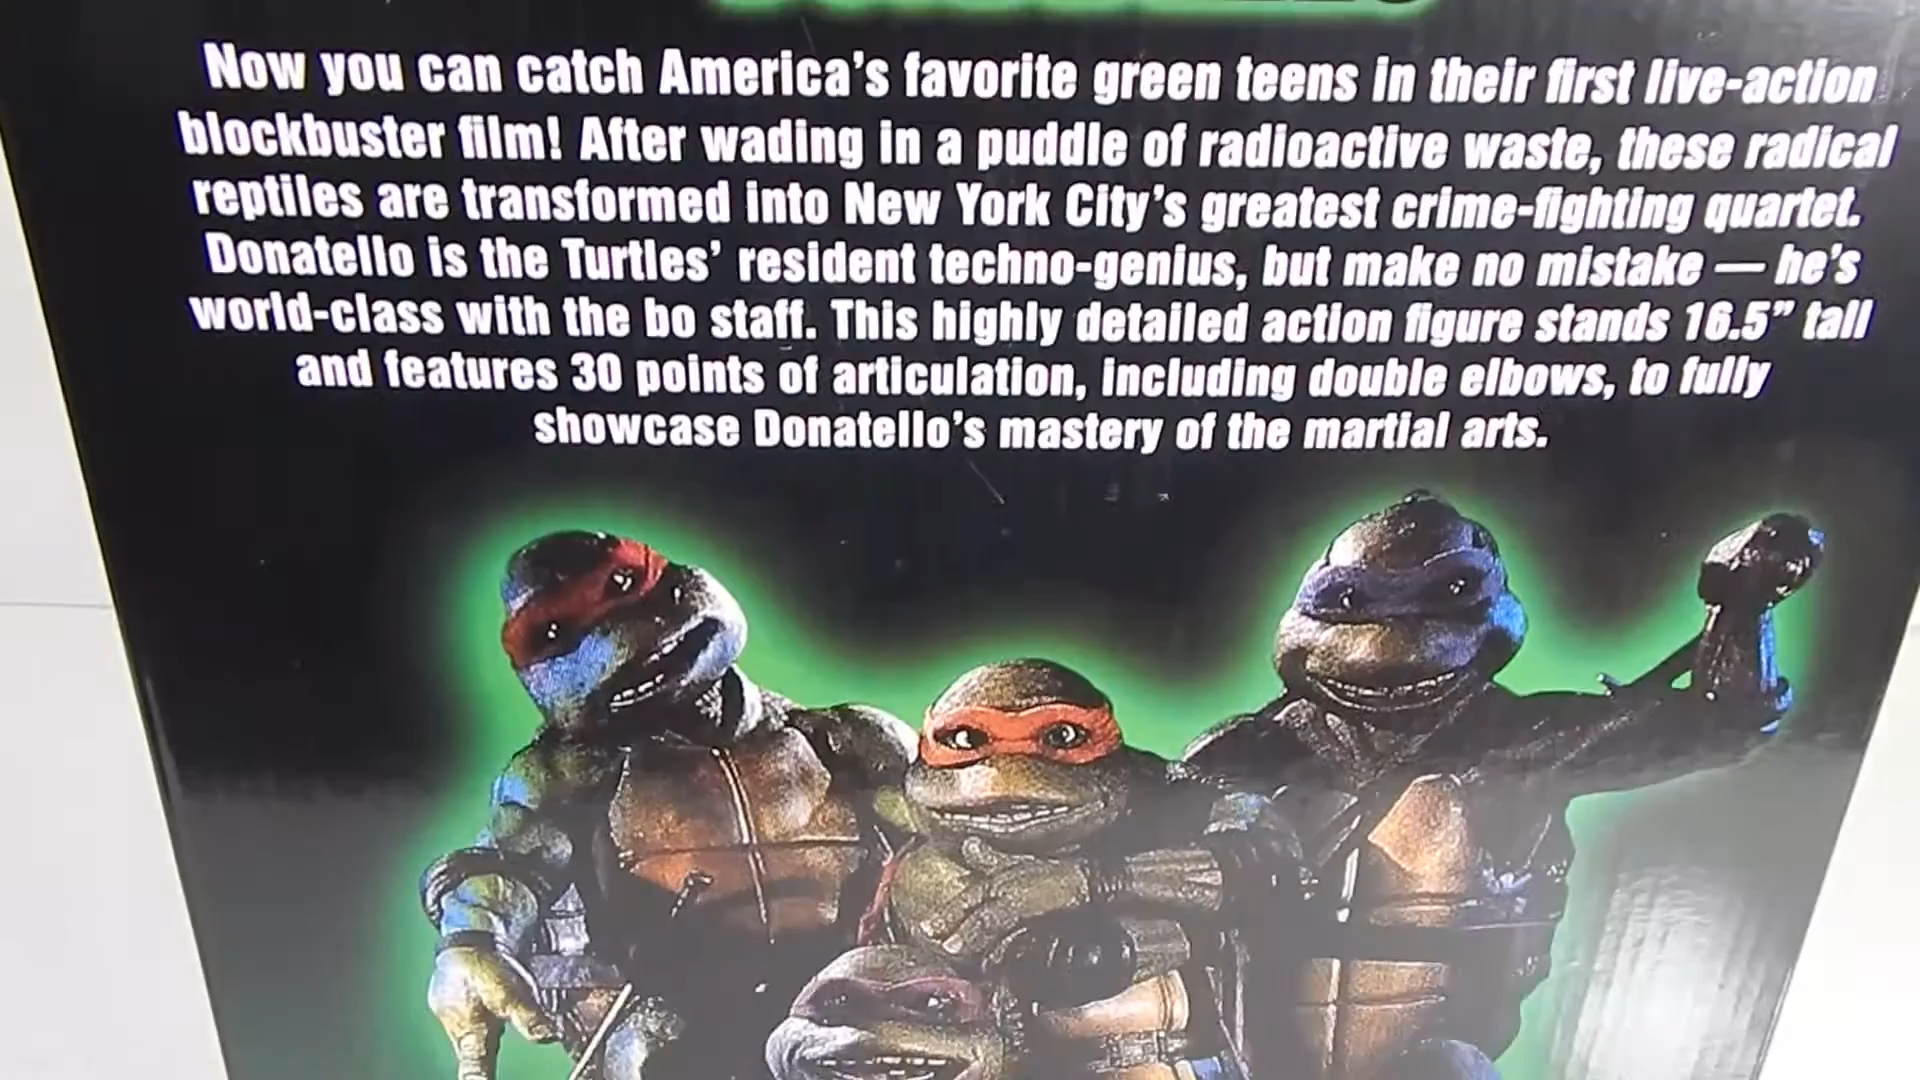 Now you can catch America's favorite green teens in their first live-action
blockbuster film! After wading in a puddle of radioactive waste, these radical
reptiles are transformed into New York City's greatest crime-fighting quartet.
Donatello is the Turtles' resident techno-genius, but make no mistake — he's
world-class with the bo staff. This highly detailed action figure stands 16.5" tall
and features 30 points of articulation, including double elbows, to fully
showcase Donatello's mastery of the martial arts.